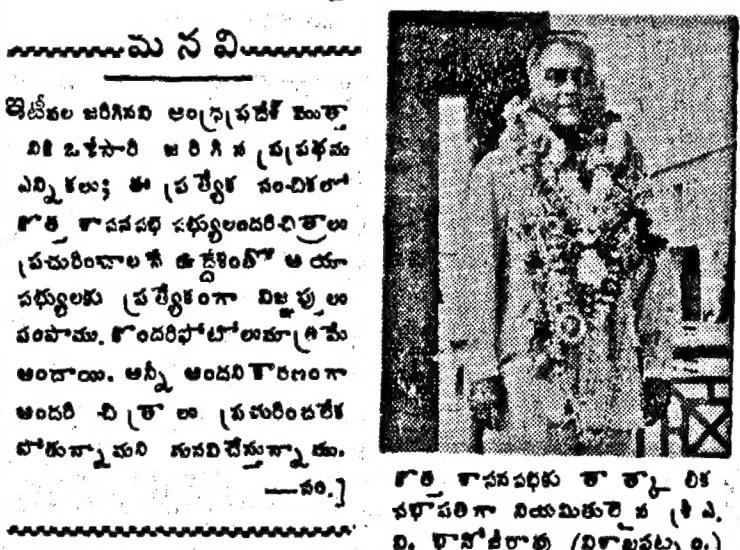 మనవి
ఇటీవల జరిగినవి ఆంధ్రప్రదేశ్ మొత్తా
నికి ఒకేసారి జరిగిన ప్రప్రథమ
ఎన్నికలు; ఈ ప్రత్యేక సంచికలో
కొత్త శాసనసభ సభ్యులందరి చిత్రాలు
ప్రచురించాలనే ఉద్దేశంతో ఆ యా
సభ్యులకు ప్రత్యేకంగా విజ్ఞప్తులు
పంపాము. కొందరిఫోటోలుమాత్రమే
అందాయి. అన్నీ అందనికారణంగా
అందరి చిత్రాలు ప్రచురించలేక
పోతున్నామని మనవిచేస్తున్నాము.
—సం.]
కొత్త శాసనసభకు తాత్కాలిక
సభాపతిగా నియమితులైన శ్రీ ఎ.
వి. భానోజీరావు (విశాఖపట్నం.)